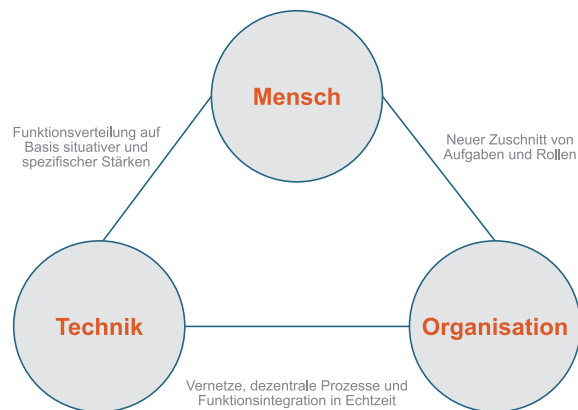 Mensch
Funktionsverteilung auf
Basis situativer und
spezifischer Stärken
Neuer Zuschnitt von
Aufgaben und Rollen
Technik
Organisation
Vernetze, dezentrale Prozesse und
Funktionsintegration in Echtzeit